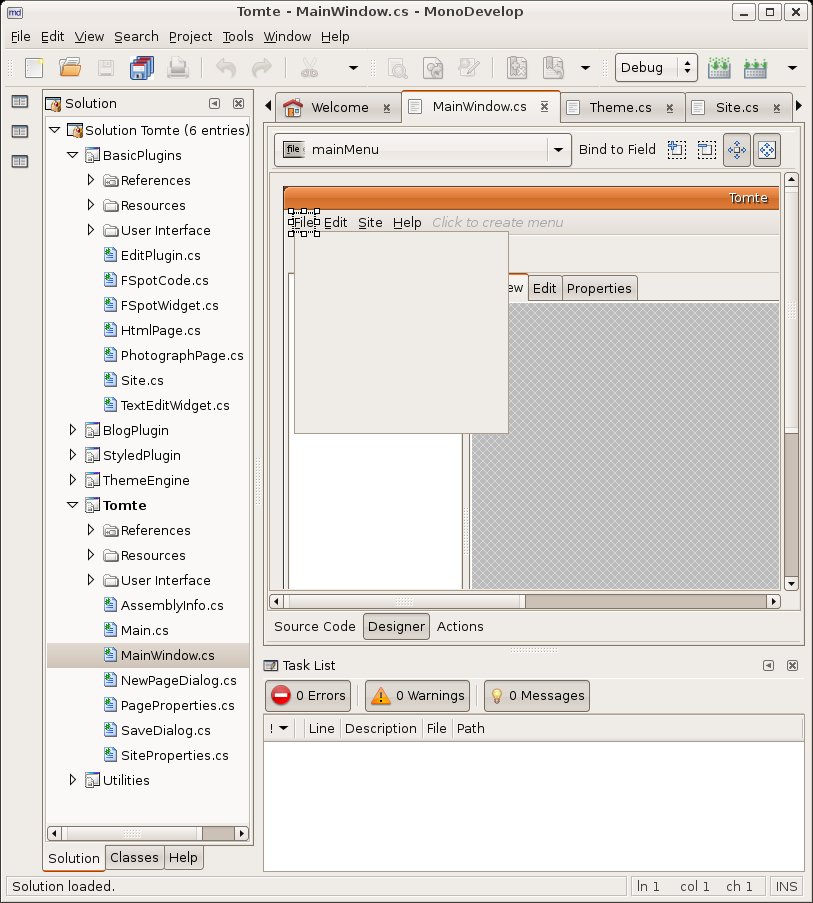 Tomte - MainWindow.cs - MonoDevelop
File Edit View Search Project Tools Window Help
Debug
Solution
Solution Tomte (6 entries)
BasicPlugins
References
Resources
User Interface
EditPlugin.cs
FSpotCode.cs
FSpotWidget.cs
HtmlPage.cs
PhotographPage.cs
Site.cs
TextEditWidget.cs
BlogPlugin
StyledPlugin
ThemeEngine
Tomte
References
Resources
User Interface
AssemblyInfo.cs
Main.cs
MainWindow.cs
NewPageDialog.cs
PageProperties.cs
SaveDialog.cs
SiteProperties.cs
Utilities
Solution Classes Help
Welcome MainWindow.cs Theme.cs Site.cs
file mainMenu Bind to Field
Tomte
File Edit Site Help Click to create menu
ew Edit Properties
Source Code Designer Actions
Task List
0 Errors 0 Warnings 0 Messages
! Line Description File Path
Solution loaded. ln 1 col 1 ch 1 INS